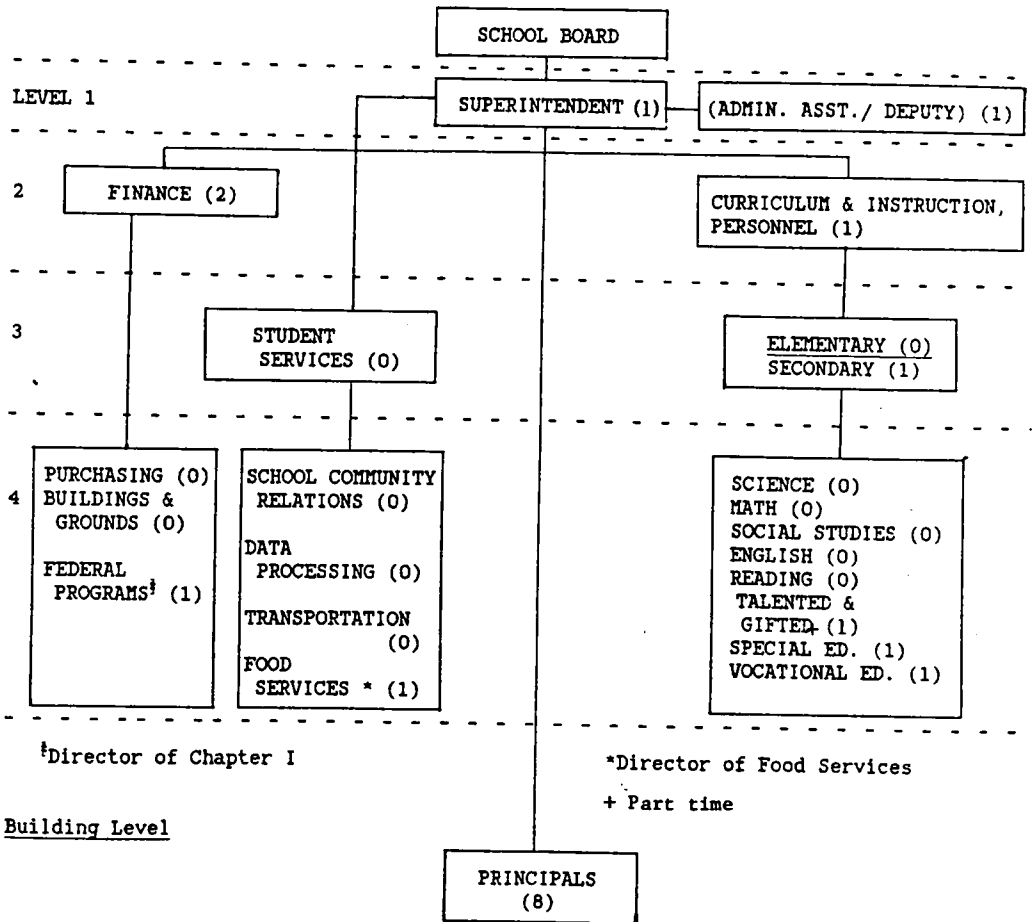 SCHOOL BOARD
LEVEL 1
SUPERINTENDENT (1)
(ADMIN. ASST./ DEPUTY) (1)
2
FINANCE (2)
CURRICULUM & INSTRUCTION,
PERSONNEL (1)
3
STUDENT
SERVICES (0)
ELEMENTARY (0)
SECONDARY (1)
4
PURCHASING (0)
BUILDINGS &
GROUNDS (0)
FEDERAL
PROGRAMS‡ (1)
SCHOOL COMMUNITY
RELATIONS (0)
DATA
PROCESSING (0)
TRANSPORTATION
(0)
FOOD
SERVICES * (1)
SCIENCE (0)
MATH (0)
SOCIAL STUDIES (0)
ENGLISH (0)
READING (0)
TALENTED &
GIFTED+ (1)
SPECIAL ED. (1)
VOCATIONAL ED. (1)
‡Director of Chapter I
*Director of Food Services
+ Part time
Building Level
PRINCIPALS
(8)